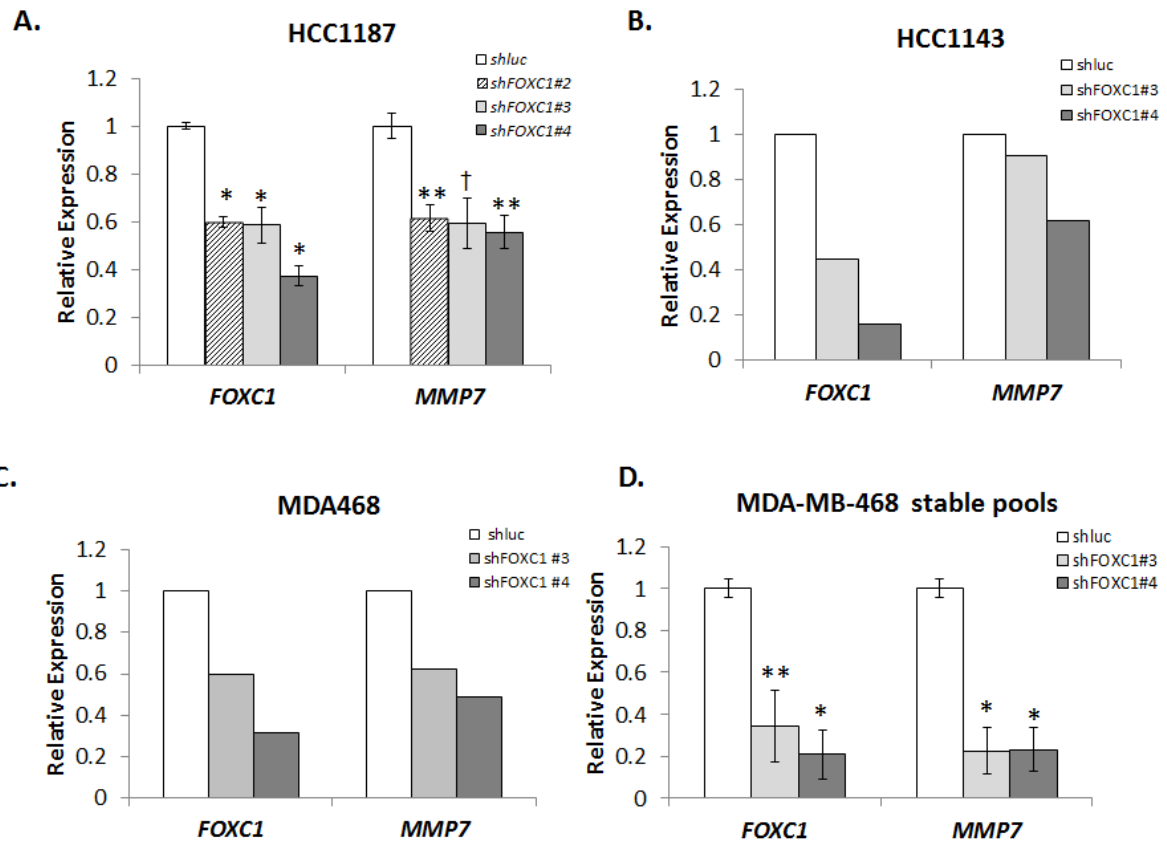 A.
HCC1187
shluc
shFOXC1#2
shFOXC1#3
shFOXC1#4
Relative Expression
1.2
1
0.8
0.6
0.4
0.2
0
* * *
** † **
FOXC1 MMP7
B.
HCC1143
shluc
shFOXC1#3
shFOXC1#4
Relative Expression
1.2
1
0.8
0.6
0.4
0.2
0
FOXC1 MMP7
C.
MDA468
shluc
shFOXC1 #3
shFOXC1 #4
Relative Expression
1.2
1
0.8
0.6
0.4
0.2
0
FOXC1 MMP7
D.
MDA-MB-468 stable pools
shluc
shFOXC1#3
shFOXC1#4
Relative Expression
1.2
1
0.8
0.6
0.4
0.2
0
** *
* *
FOXC1 MMP7